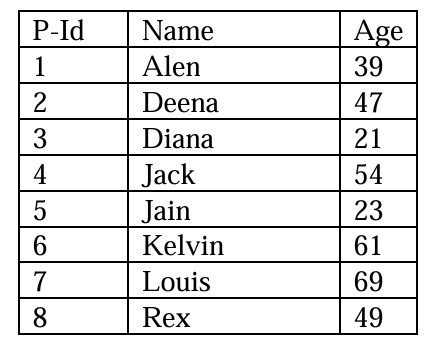 P-Id Name Age
1 Alen 39
2 Deena 47
3 Diana 21
4 Jack 54
5 Jain 23
6 Kelvin 61
7 Louis 69
8 Rex 49